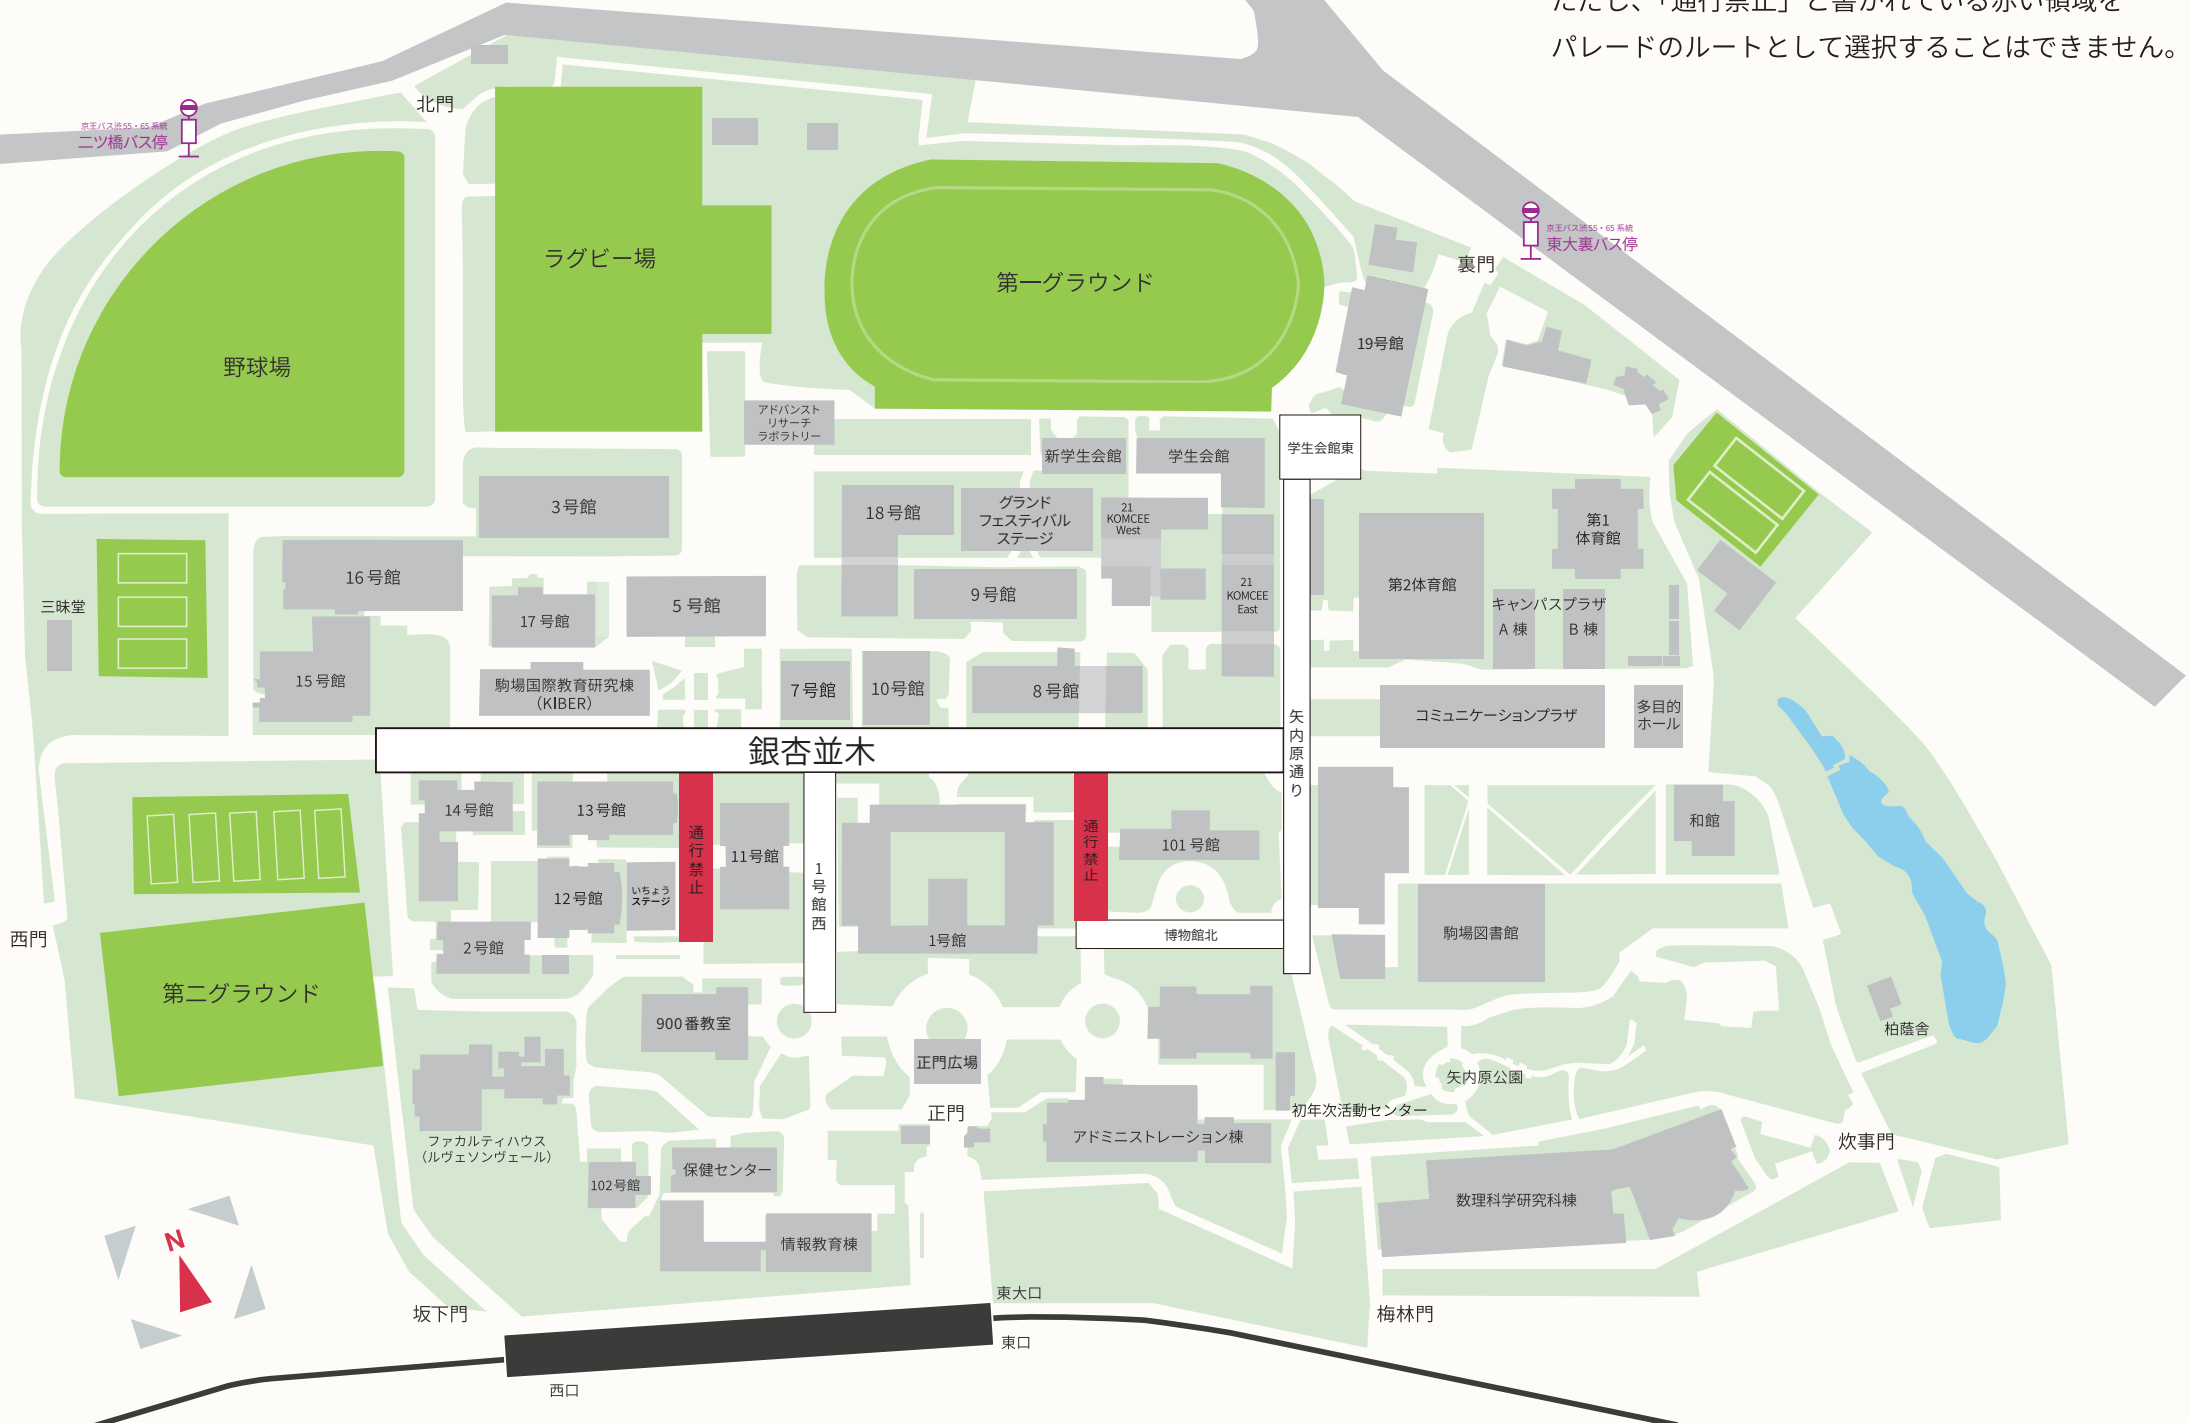 ただし、「通行禁止」と書かれている赤い領域を
パレードのルートとして選択することはできません。
北門
京王バス渋55・65 系統
二ツ橋バス停
京王バス渋55・65 系統
東大裏バス停
裏門
ラグビー場
第一グラウンド
野球場
19号館
アドバンスト
リサーチ
ラボラトリー
新学生会館
学生会館
学生会館東
3号館
18号館
グランド
フェスティバル
ステージ
21
KOMCEE
West
第1
体育館
16号館
5 号館
9号館
21
KOMCEE
East
第2体育館
キャンパスプラザ
A 棟
B 棟
三昧堂
17 号館
15 号館
駒場国際教育研究棟
（KIBER）
7号館
10号館
8 号館
矢内原通り
コミュニケーションプラザ
多目的
ホール
銀杏並木
14号館
13号館
通行禁止
11号館
1号館西
通行禁止
101 号館
和館
12号館
いちょう
ステージ
2号館
1号館
博物館北
駒場図書館
西門
第二グラウンド
900番教室
正門広場
正門
柏蔭舎
矢内原公園
初年次活動センター
アドミニストレーション棟
炊事門
ファカルティハウス
（ルヴェソンヴェール）
保健センター
102号館
数理科学研究科棟
情報教育棟
N
坂下門
東大口
東口
西口
梅林門